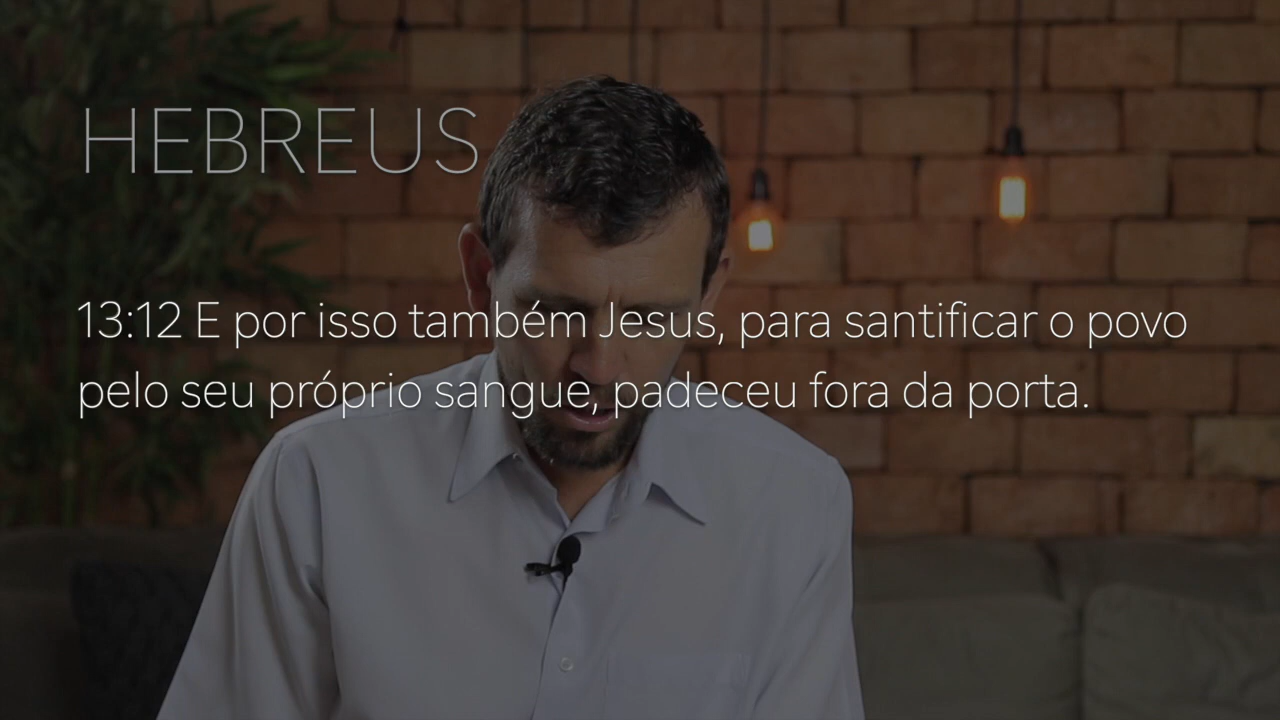 HEBREUS
13:12 E por isso também Jesus, para santificar o povo
pelo seu próprio sangue, padeceu fora da porta.